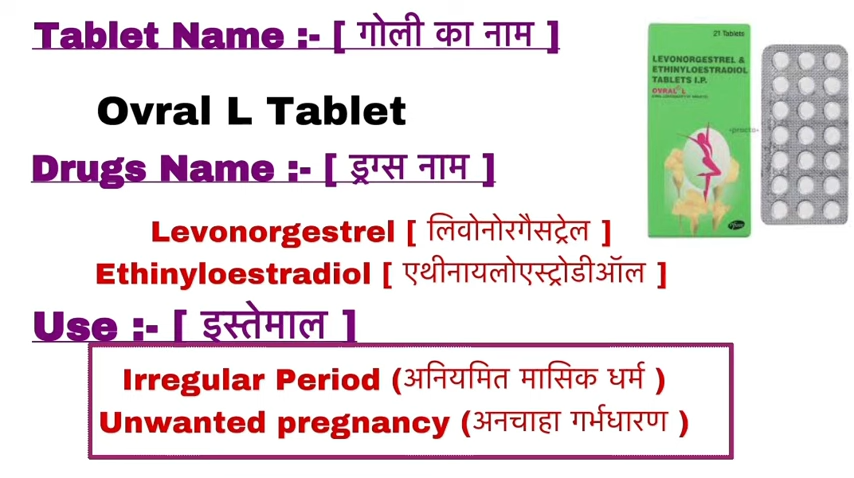 Tablet Name :- [ गोली का नाम ]
Ovral L Tablet
Drugs Name :- [ ड्रग्स नाम ]
Levonorgestrel [ लिवोनोरगैसट्रेल ]
Ethinyloestradiol [ एथीनायलोएस्ट्रोडीऑल ]
Use :- [ इस्तेमाल ]
Irregular Period (अनियमित मासिक धर्म )
Unwanted pregnancy (अनचाहा गर्भधारण )
21 Tablets
LEVONORGESTREL &
ETHINYLOESTRADIOL
TABLETS I.P.
OVRAL L
Pfizer